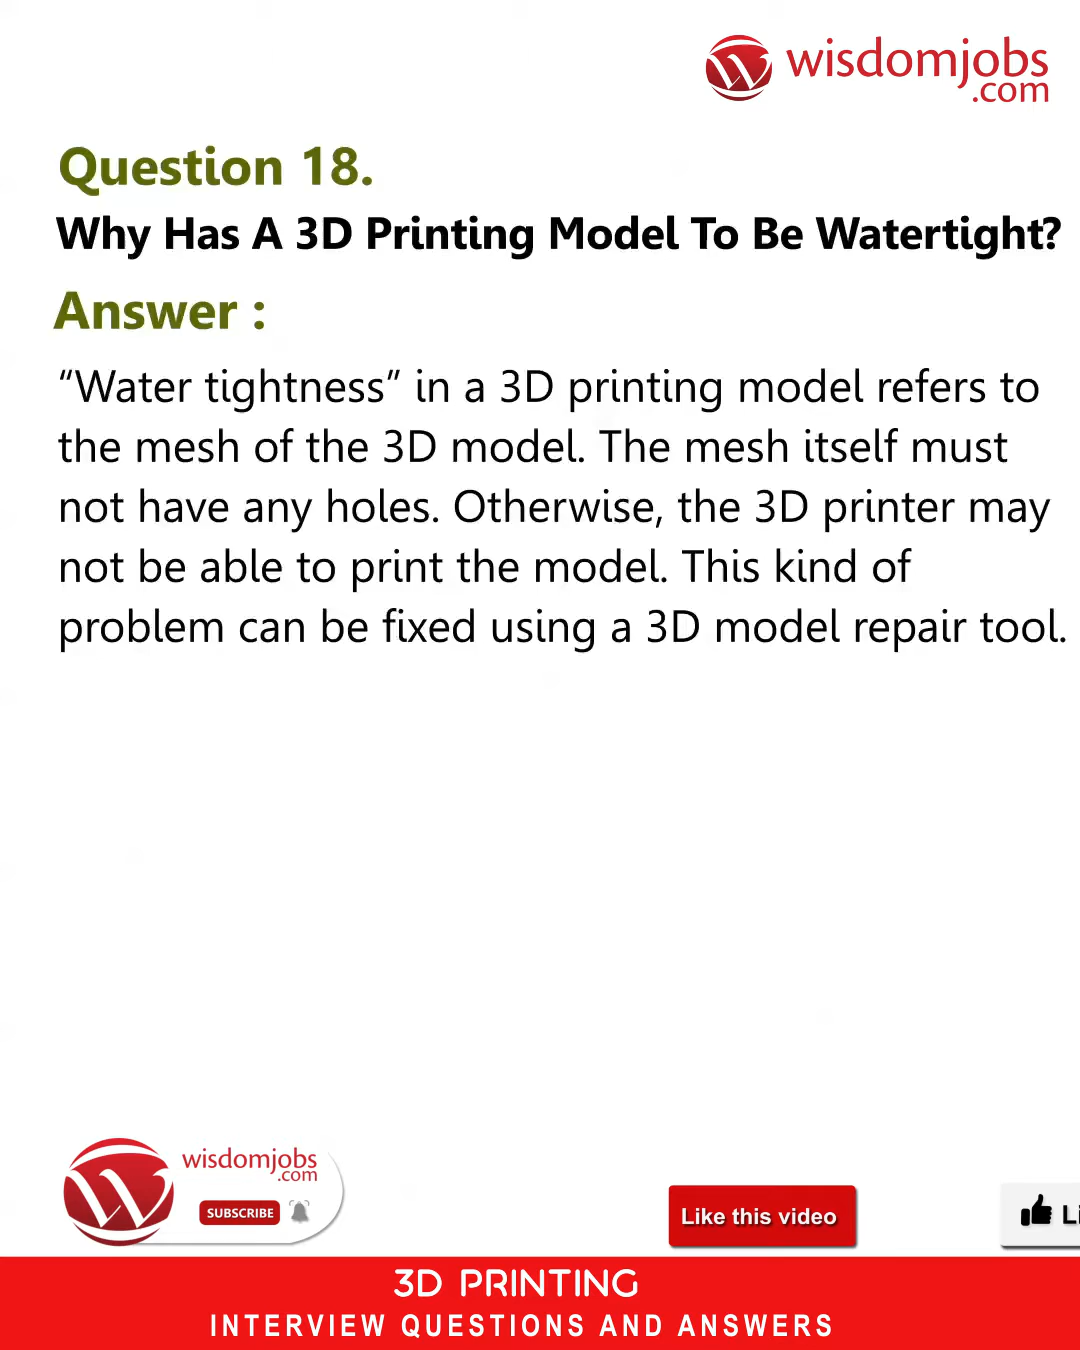 wisdomjobs
.com
Question 18.
Why Has A 3D Printing Model To Be Watertight?
Answer :
“Water tightness” in a 3D printing model refers to
the mesh of the 3D model. The mesh itself must
not have any holes. Otherwise, the 3D printer may
not be able to print the model. This kind of
problem can be fixed using a 3D model repair tool.
wisdomjobs
.com
SUBSCRIBE
Like this video
3D PRINTING
INTERVIEW QUESTIONS AND ANSWERS